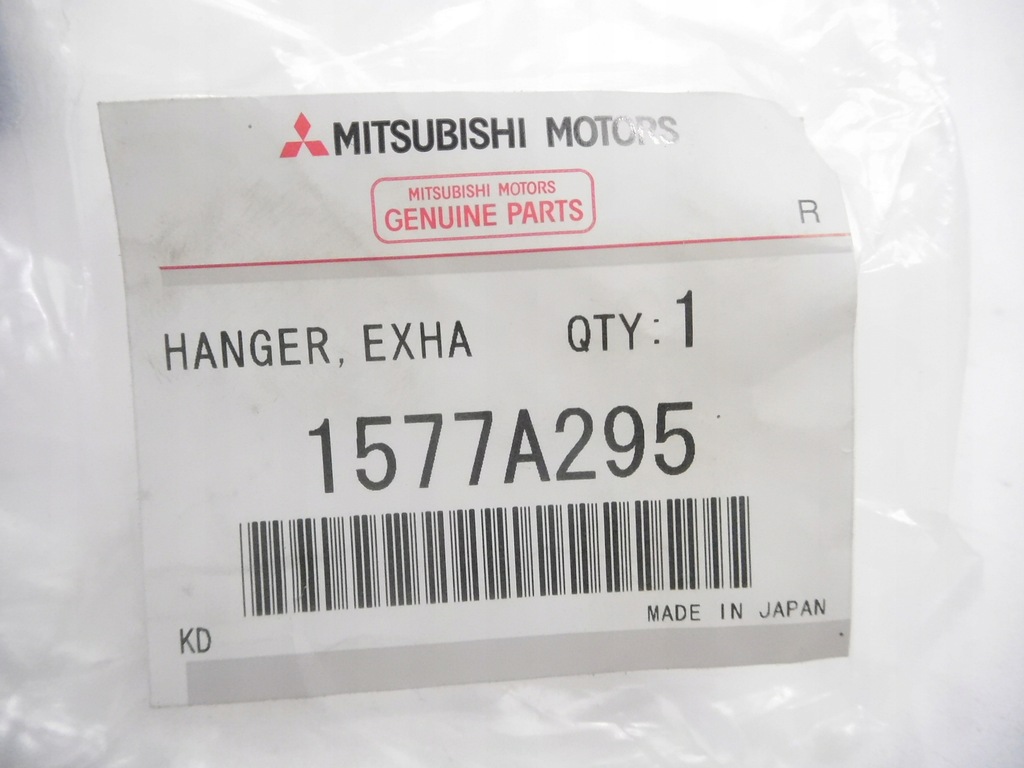 MITSUBISHI MOTORS
MITSUBISHI MOTORS
GENUINE PARTS
R
HANGER, EXHA QTY: 1
1577A295
MADE IN JAPAN
KD